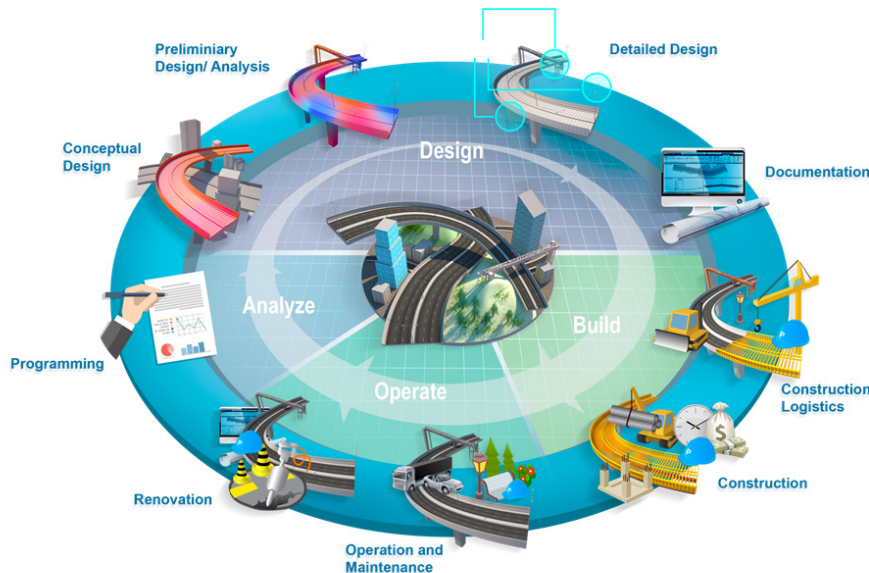 Preliminiary
Design/ Analysis
Detailed Design
Conceptual
Design
Design
Documentation
Analyze
Build
Programming
Operate
Construction
Logistics
Renovation
Construction
Operation and
Maintenance
$